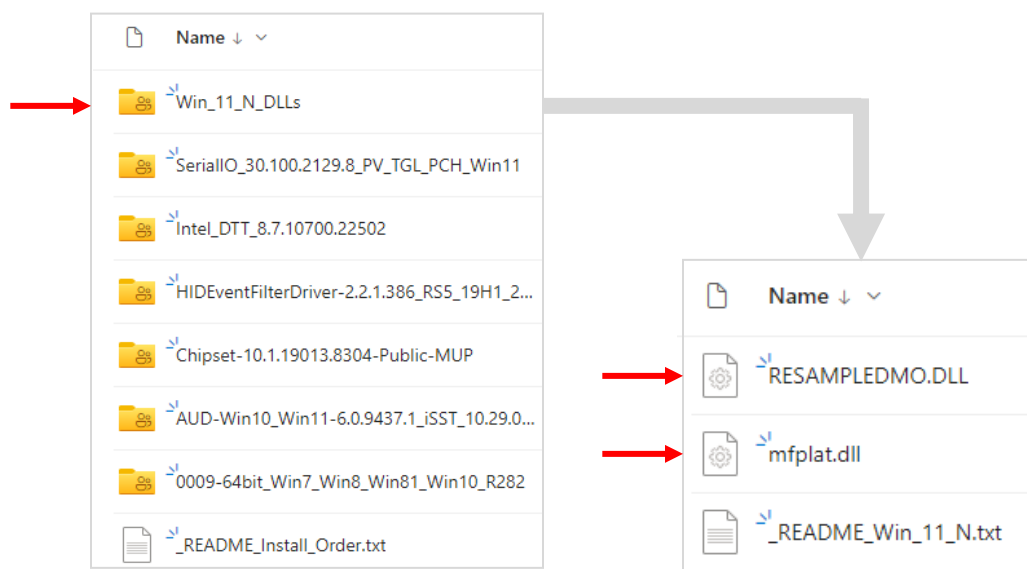 Name
Win_11_N_DLLs
SerialIO_30.100.2129.8_PV_TGL_PCH_Win11
Intel_DTT_8.7.10700.22502
HIDEventFilterDriver-2.2.1.386_RS5_19H1_2...
Chipset-10.1.19013.8304-Public-MUP
AUD-Win10_Win11-6.0.9437.1_iSST_10.29.0...
0009-64bit_Win7_Win8_Win81_Win10_R282
_README_Install_Order.txt
Name
RESAMPLEDMO.DLL
mfplat.dll
_README_Win_11_N.txt